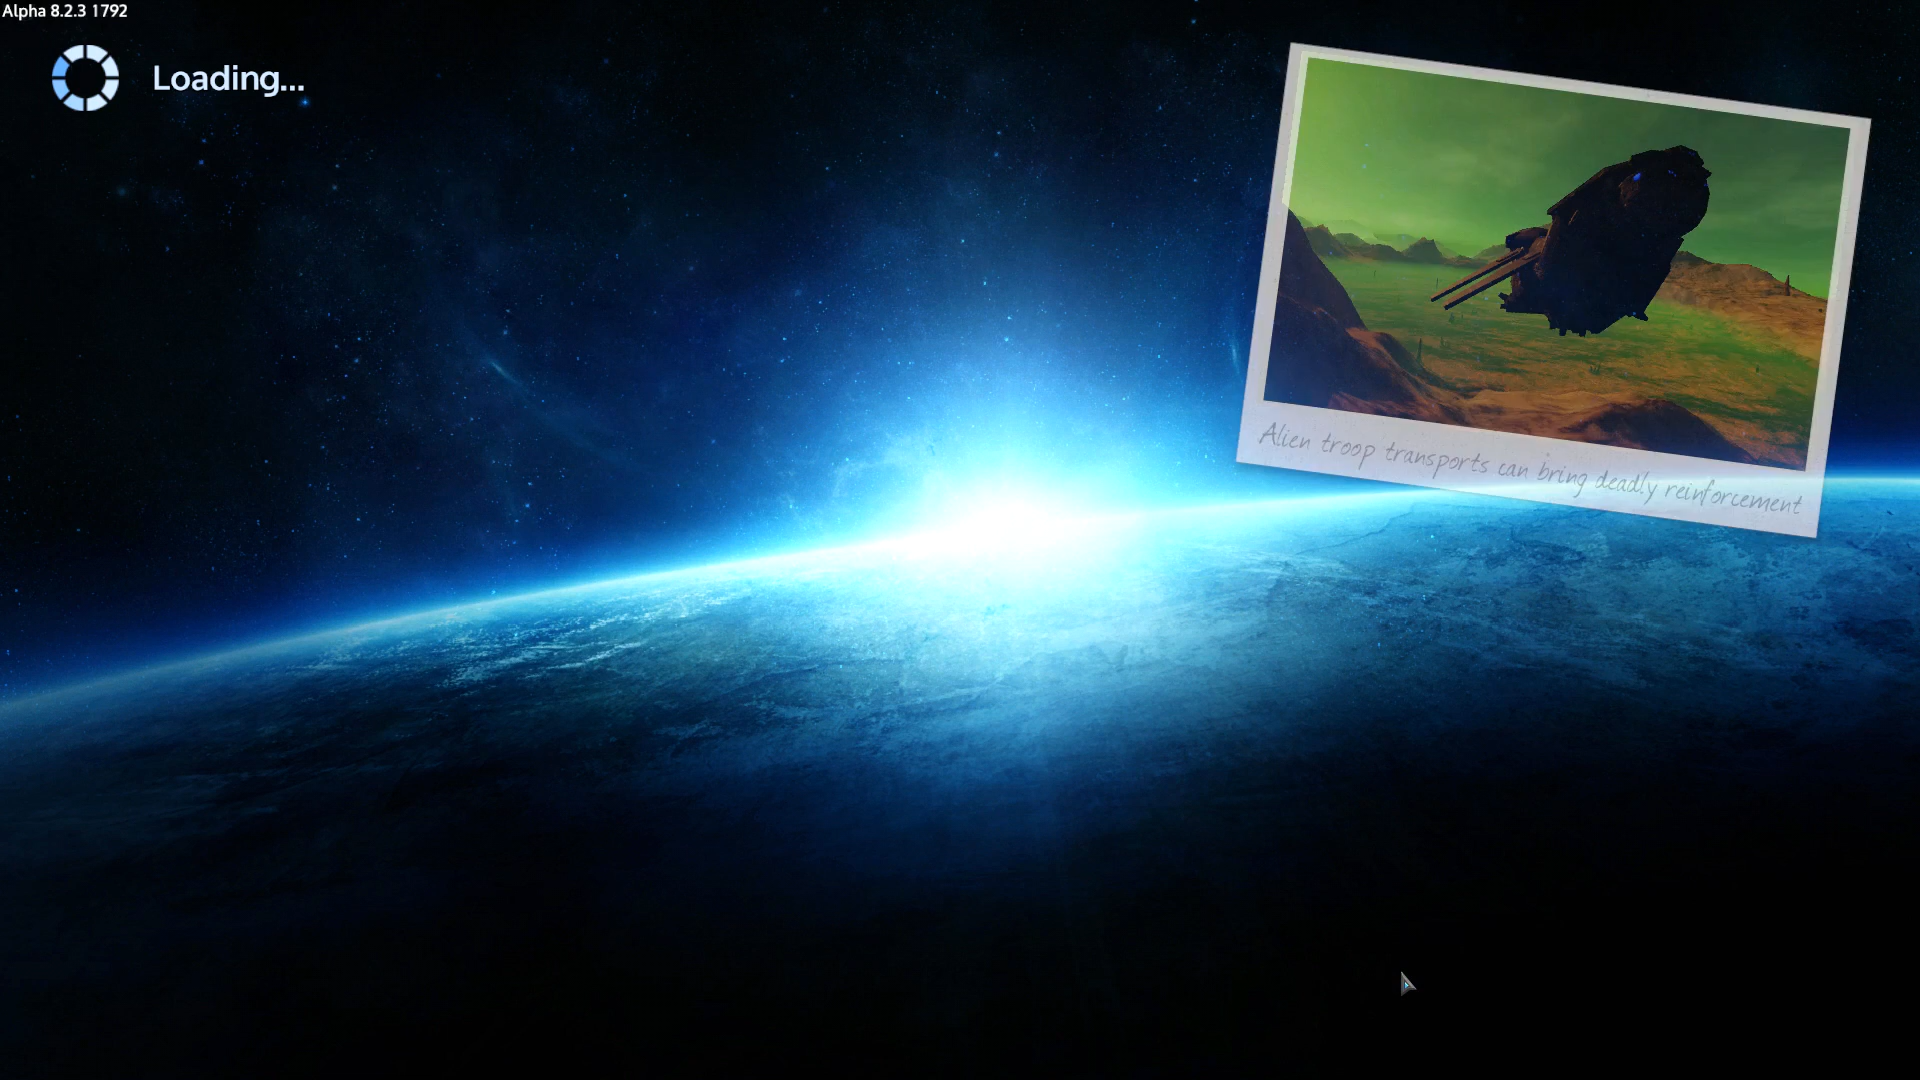 Alpha 8.2.3 1792
Loading...
Alien troop transports can bring deadly reinforcement